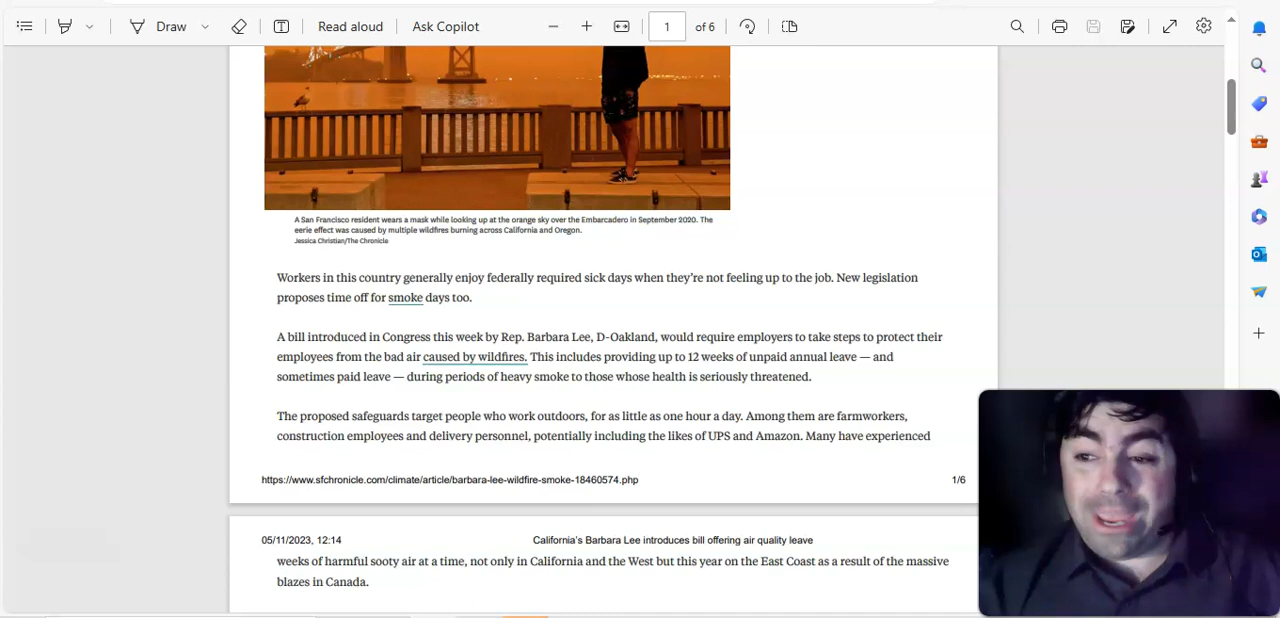 Draw
Read aloud
Ask Copilot
1
of 6
A San Francisco resident wears a mask while looking up at the orange sky over the Embarcadero in September 2020. The
eerie effect was caused by multiple wildfires burning across California and Oregon.
Jessica Christian/The Chronicle
Workers in this country generally enjoy federally required sick days when they’re not feeling up to the job. New legislation
proposes time off for smoke days too.
A bill introduced in Congress this week by Rep. Barbara Lee, D-Oakland, would require employers to take steps to protect their
employees from the bad air caused by wildfires. This includes providing up to 12 weeks of unpaid annual leave — and
sometimes paid leave — during periods of heavy smoke to those whose health is seriously threatened.
The proposed safeguards target people who work outdoors, for as little as one hour a day. Among them are farmworkers,
construction employees and delivery personnel, potentially including the likes of UPS and Amazon. Many have experienced
https://www.sfchronicle.com/climate/article/barbara-lee-wildfire-smoke-18460574.php
1/6
05/11/2023, 12:14
California’s Barbara Lee introduces bill offering air quality leave
weeks of harmful sooty air at a time, not only in California and the West but this year on the East Coast as a result of the massive
blazes in Canada.